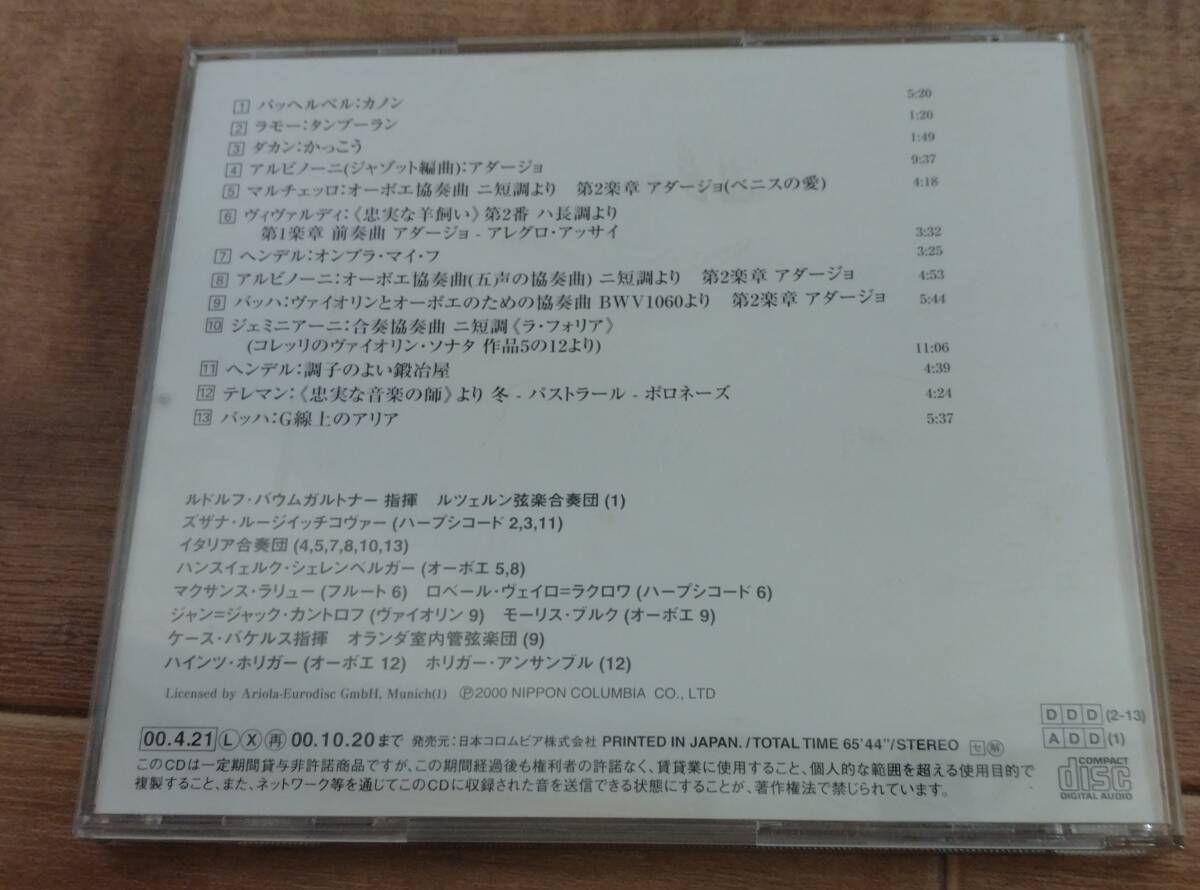 1 パッヘルベル：カノン 5:20
2 ラモー：タンブーラン 1:20
3 ダカン：かっこう 1:49
4 アルビノーニ(ジャゾット編曲)：アダージョ 9:37
5 マルチェッロ：オーボエ協奏曲 ニ短調より 第2楽章 アダージョ(ベニスの愛) 4:18
6 ヴィヴァルディ：《忠実な羊飼い》第2番 ハ長調より
第1楽章 前奏曲 アダージョ - アレグロ・アッサイ 3:32
7 ヘンデル：オンブラ・マイ・フ 3:25
8 アルビノーニ：オーボエ協奏曲(五声の協奏曲) ニ短調より 第2楽章 アダージョ 4:53
9 バッハ：ヴァイオリンとオーボエのための協奏曲 BWV1060より 第2楽章 アダージョ 5:44
10 ジェミニアーニ：合奏協奏曲 ニ短調《ラ・フォリア》
(コレッリのヴァイオリン・ソナタ 作品5の12より) 11:06
11 ヘンデル：調子のよい鍛冶屋 4:39
12 テレマン：《忠実な音楽の師》より 冬 - パストラール - ポロネーズ 4:24
13 バッハ：G線上のアリア 5:37
ルドルフ・バウムガルトナー 指揮 ルツェルン弦楽合奏団 (1)
ズザナ・ルージイッチコヴァー (ハープシコード 2,3,11)
イタリア合奏団 (4,5,7,8,10,13)
ハンスイェルク・シェレンベルガー (オーボエ 5,8)
マクサンス・ラリュー (フルート 6) ロベール・ヴェイロ=ラクロワ (ハープシコード 6)
ジャン=ジャック・カントロフ (ヴァイオリン 9) モーリス・ブルク (オーボエ 9)
ケース・バケルス指揮 オランダ室内管弦楽団 (9)
ハインツ・ホリガー (オーボエ 12) ホリガー・アンサンブル (12)
Licensed by Ariola-Eurodisc GmbH, Munich(1) ℗2000 NIPPON COLUMBIA CO., LTD
D D D (2-13)
A D D (1)
00.4.21 L X 再 00.10.20まで 発売元：日本コロムビア株式会社 PRINTED IN JAPAN./TOTAL TIME 65'44"/STEREO セ 解
このCDは一定期間貸与非許諾商品ですが、この期間経過後も権利者の許諾なく、賃貸業に使用すること、個人的な範囲を超える使用目的で
複製すること、また、ネットワーク等を通じてこのCDに収録された音を送信できる状態にすることが、著作権法で禁じられています。
COMPACT
disc
DIGITAL AUDIO